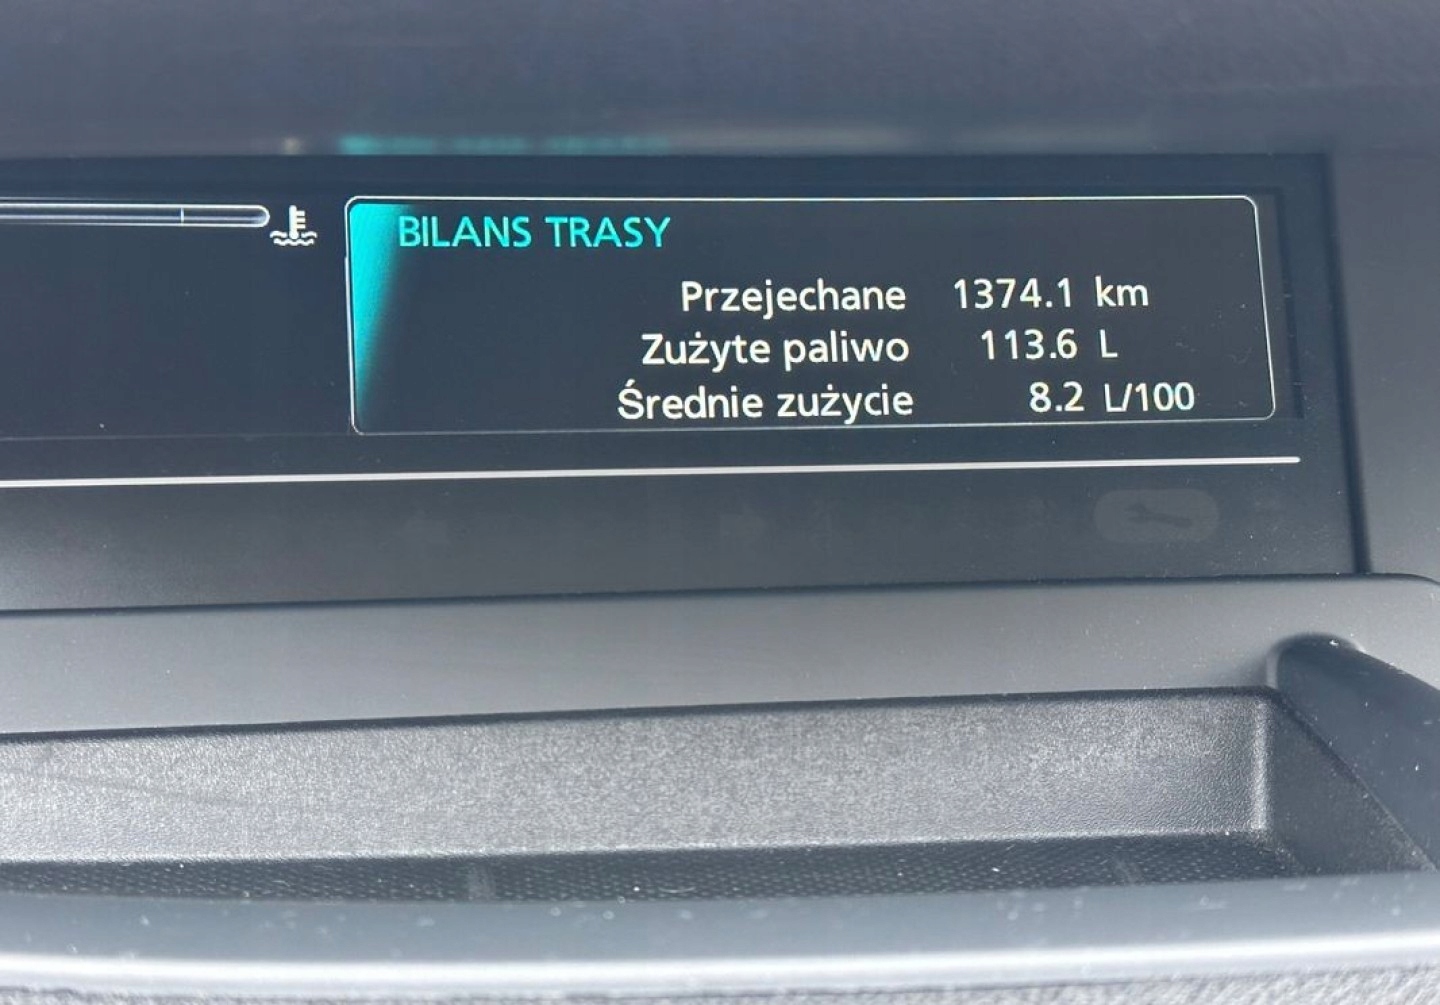 BILANS TRASY
Przejechane 1374.1 km
Zużyte paliwo 113.6 L
Średnie zużycie 8.2 L/100